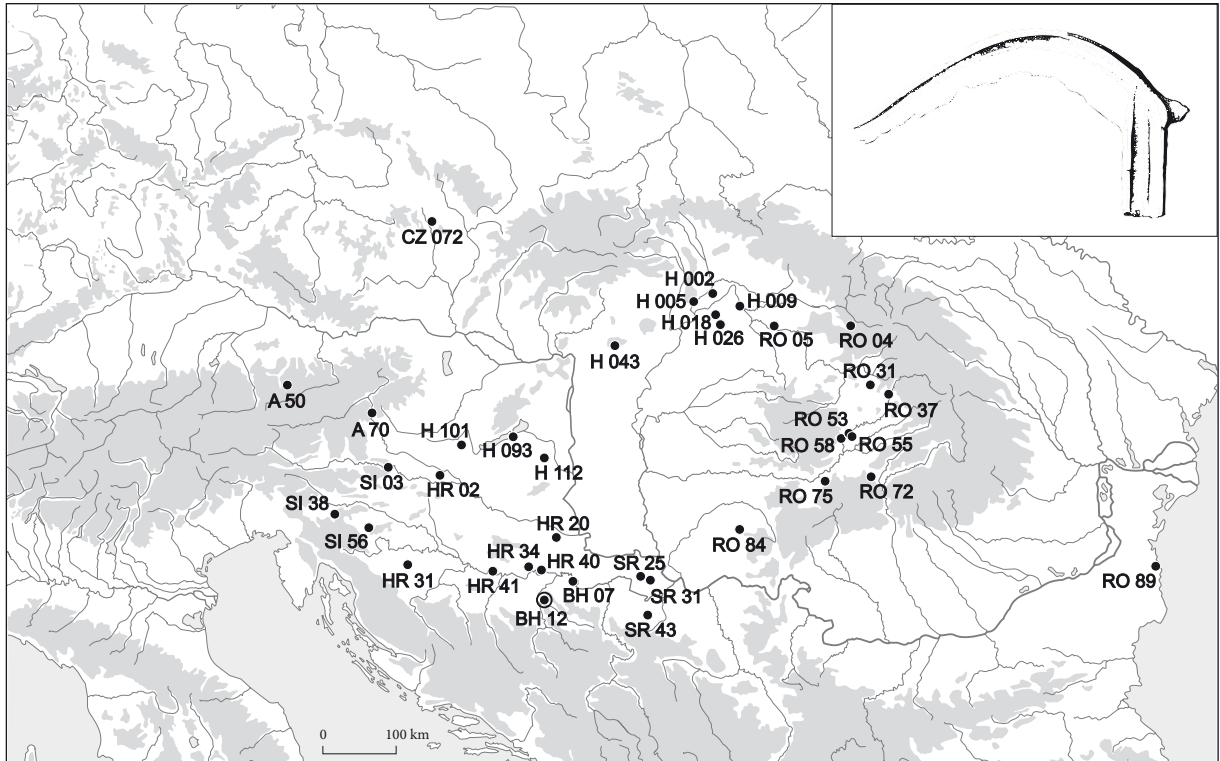 CZ 072
H 002
H 005
H 009
H 018
H 026
RO 05
RO 04
H 043
RO 31
A 50
RO 37
A 70
H 101
RO 53
H 093
RO 58
RO 55
H 112
SI 03
HR 02
RO 75
RO 72
SI 38
SI 56
HR 20
RO 84
HR 34
HR 40
SR 25
HR 31
HR 41
BH 07
SR 31
RO 89
BH 12
SR 43
0 100 km